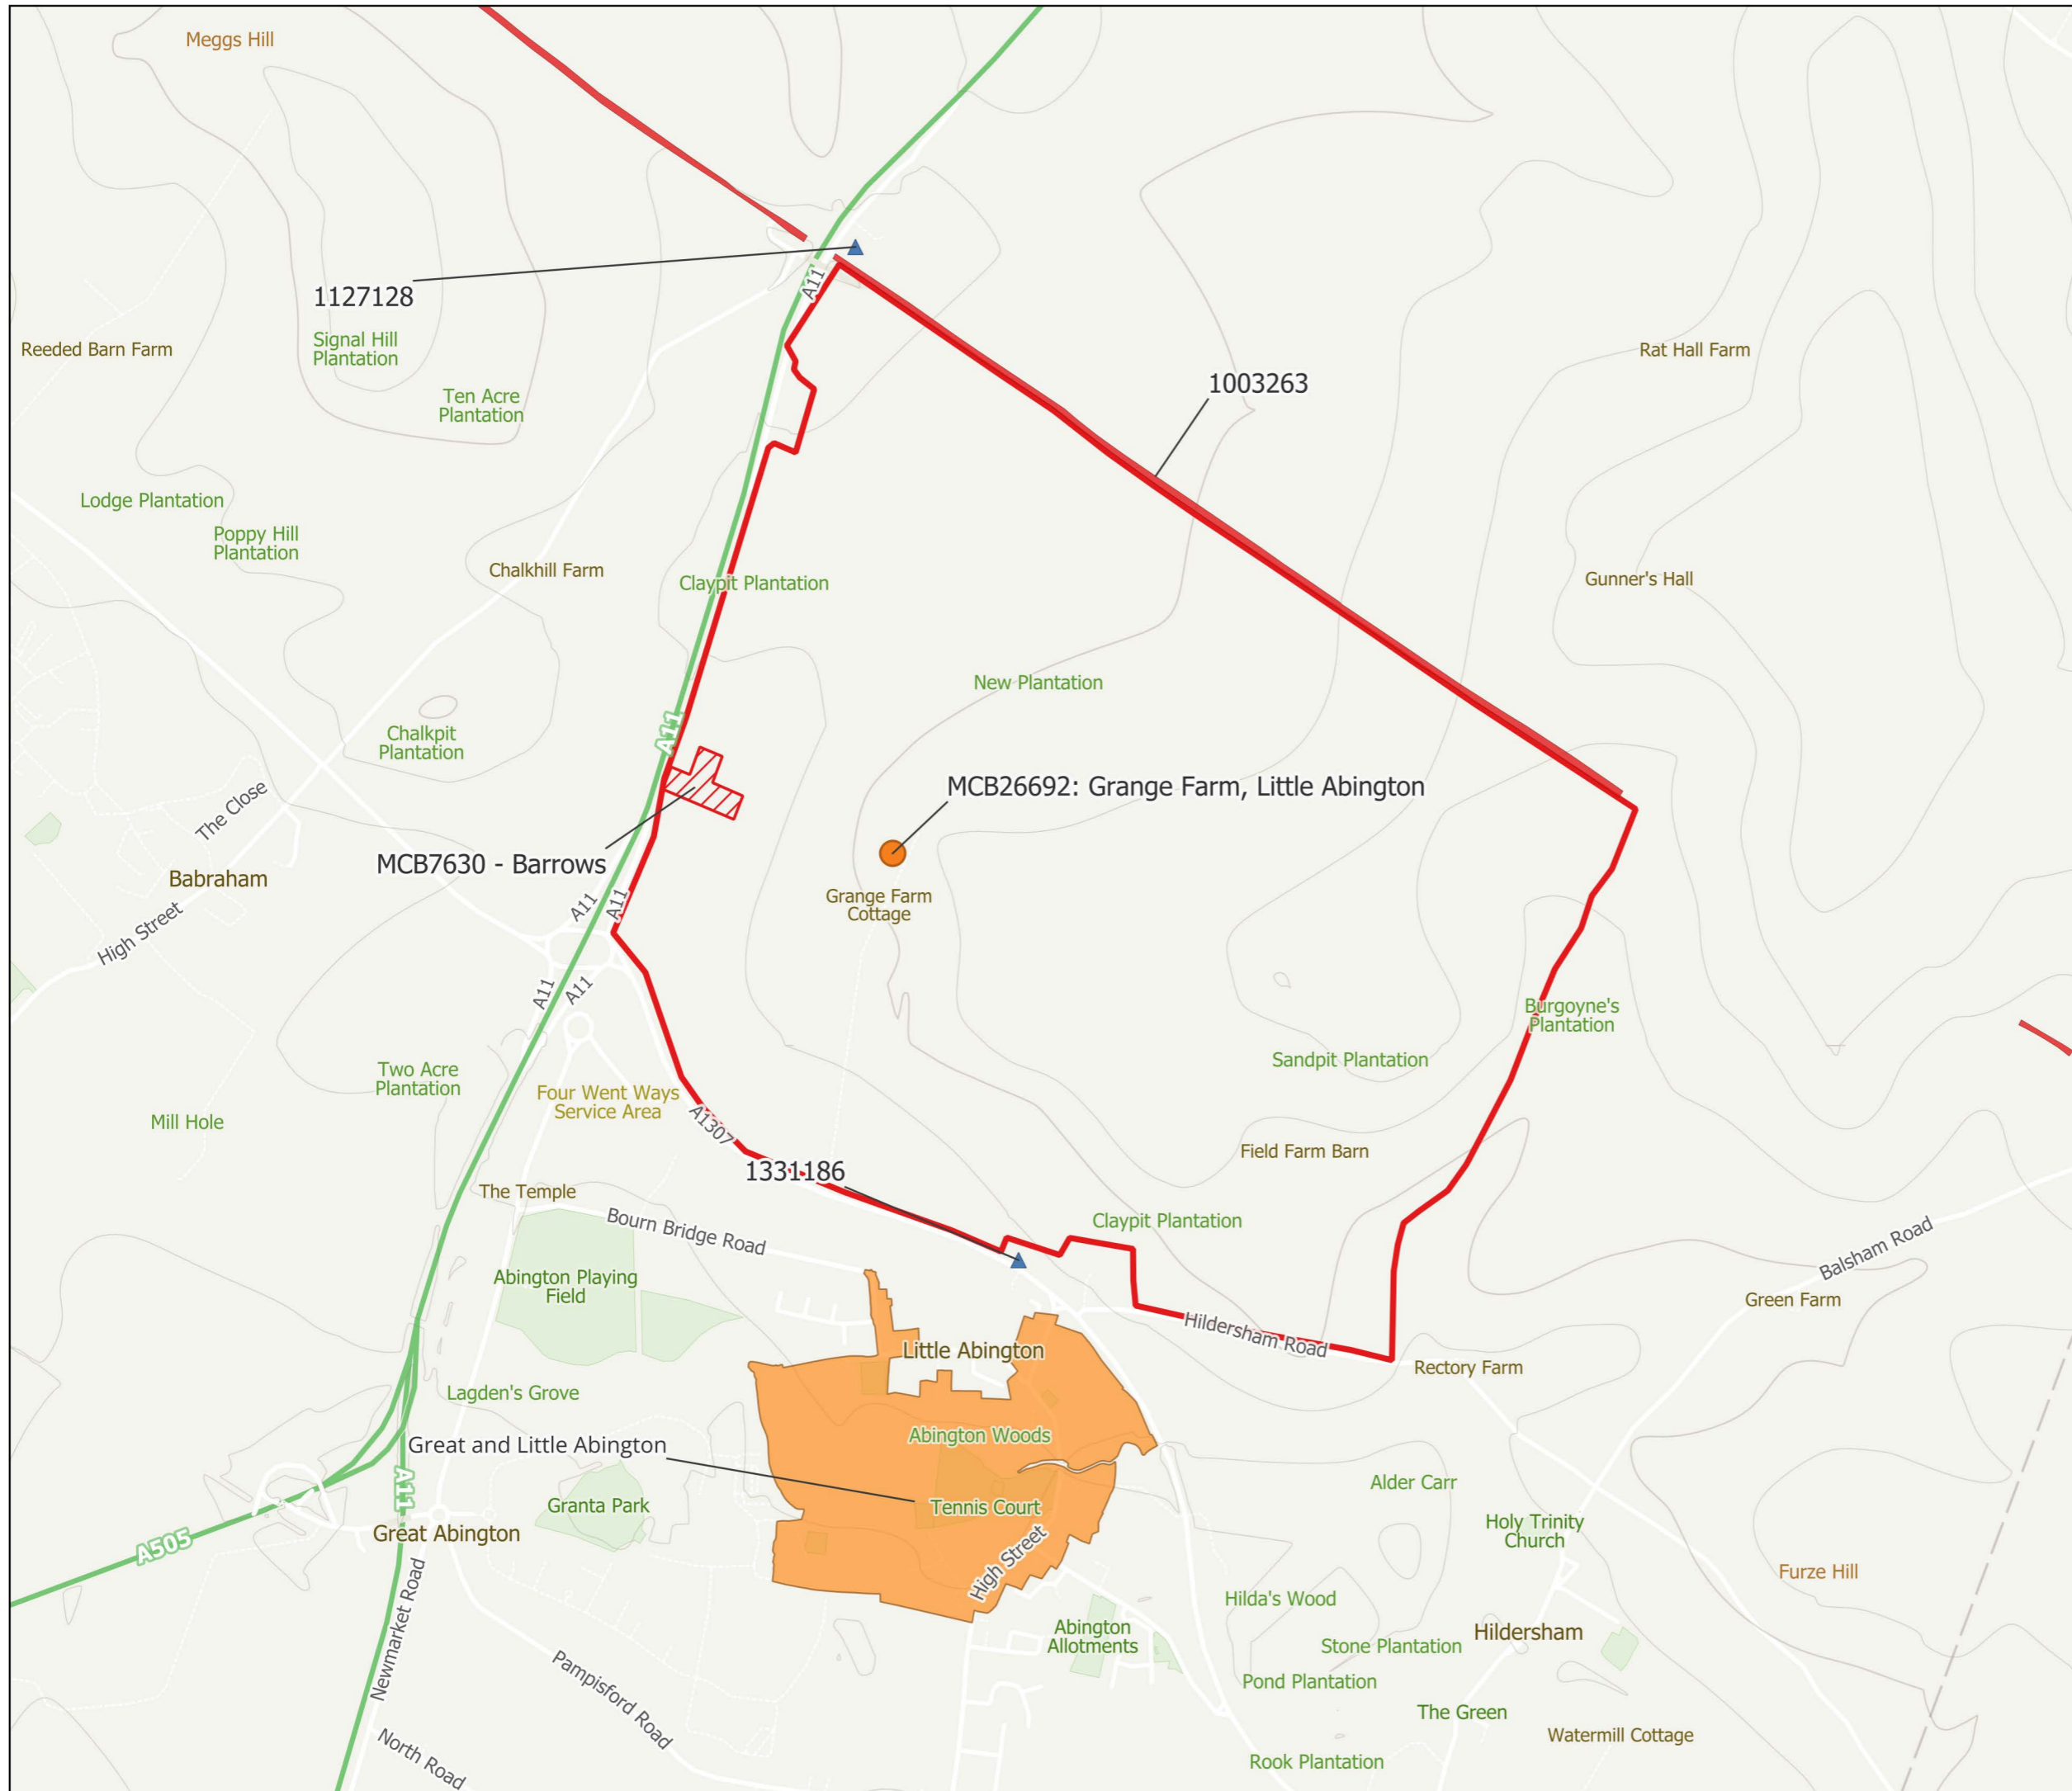 Meggs Hill
1127128
A11
Signal Hill
Plantation
Reeded Barn Farm
Rat Hall Farm
1003263
Ten Acre
Plantation
Lodge Plantation
Poppy Hill
Plantation
Chalkhill Farm
Claypit Plantation
Gunner's Hall
New Plantation
A11
Chalkpit
Plantation
MCB26692: Grange Farm, Little Abington
The Close
MCB7630 - Barrows
Babraham
Grange Farm
Cottage
A11
A11
High Street
A11
A11
Burgoyne's
Plantation
Sandpit Plantation
Two Acre
Plantation
Four Went Ways
Service Area
Mill Hole
A1307
Field Farm Barn
1331186
The Temple
Bourn Bridge Road
Claypit Plantation
Balsham Road
Abington Playing
Field
Green Farm
Hildersham Road
Little Abington
Rectory Farm
Lagden's Grove
Abington Woods
Great and Little Abington
Alder Carr
A11
Granta Park
Tennis Court
Great Abington
Holy Trinity
Church
A505
High Street
Furze Hill
Hilda's Wood
Newmarket Road
Abington
Allotments
Hildersham
Stone Plantation
Pampisford Road
Pond Plantation
The Green
Watermill Cottage
North Road
Rook Plantation